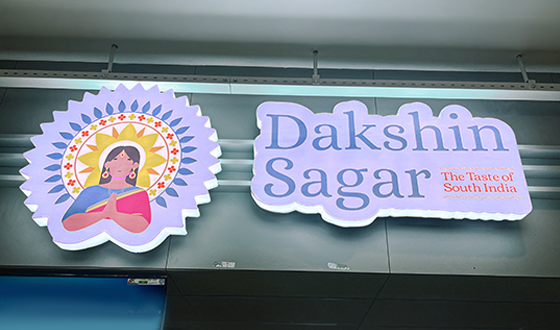 Dakshin
Sagar
The Taste of
South India